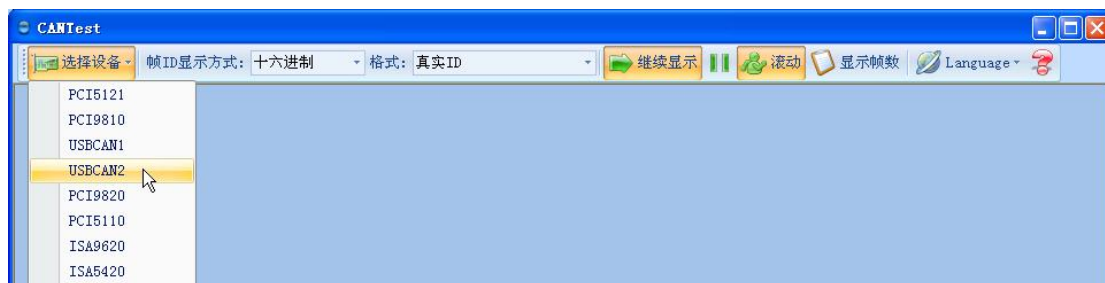 CANTest
选择设备 帧ID显示方式: 十六进制 格式: 真实ID 继续显示 滚动 显示帧数 Language
PCI5121
PCI9810
USBCAN1
USBCAN2
PCI9820
PCI5110
ISA9620
ISA5420